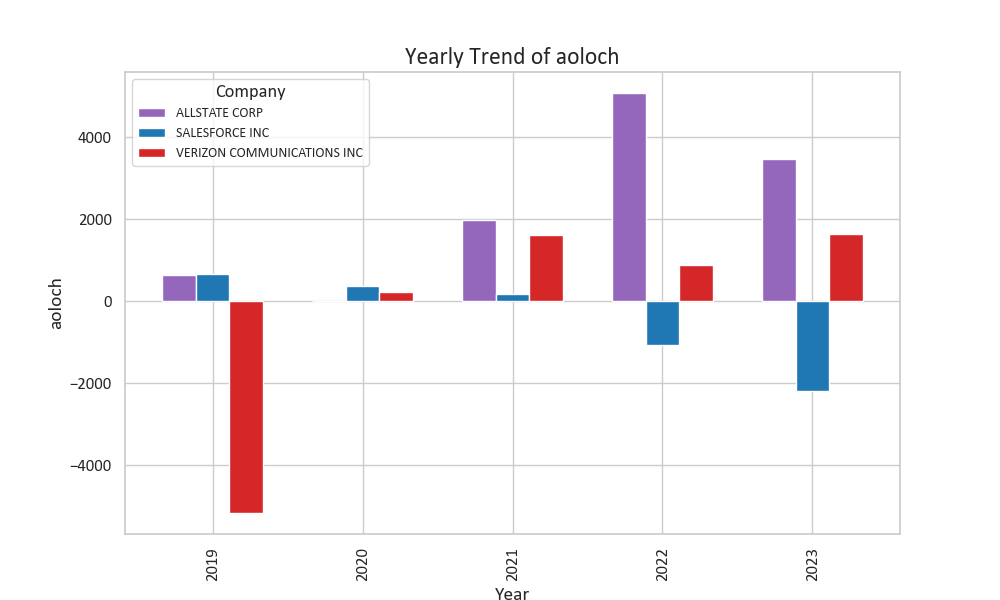 Yearly Trend of aoloch
Company
ALLSTATE CORP
SALESFORCE INC
VERIZON COMMUNICATIONS INC
4000
2000
0
−2000
−4000
aoloch
2019
2020
2021
2022
2023
Year